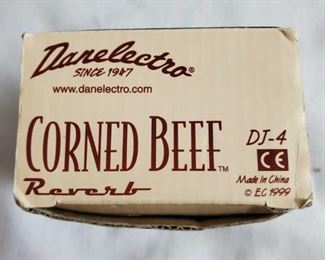 Danelectro®
SINCE 1947
www.danelectro.com
CORNED BEEF™
Reverb
DJ-4
CE
Made in China
© EC 1999